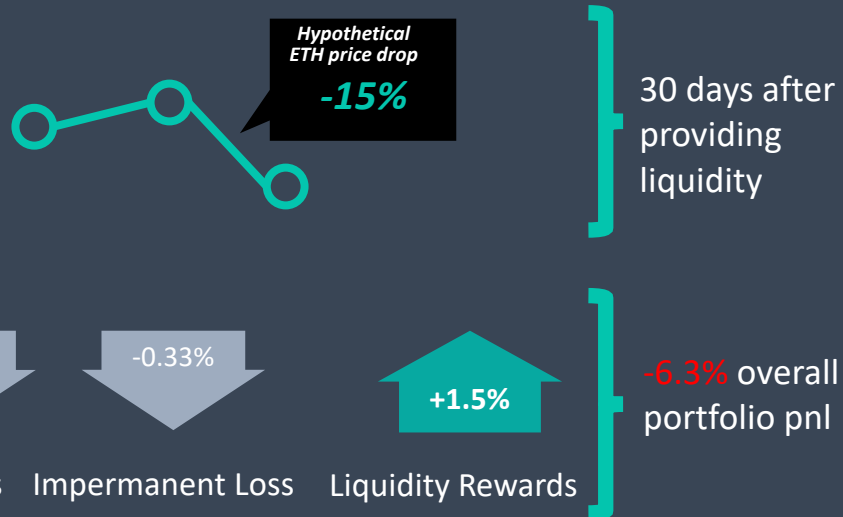 Hypothetical
ETH price drop
-15%
30 days after
providing
liquidity
-0.33%
+1.5%
-6.3% overall
portfolio pnl
Impermanent Loss
Liquidity Rewards